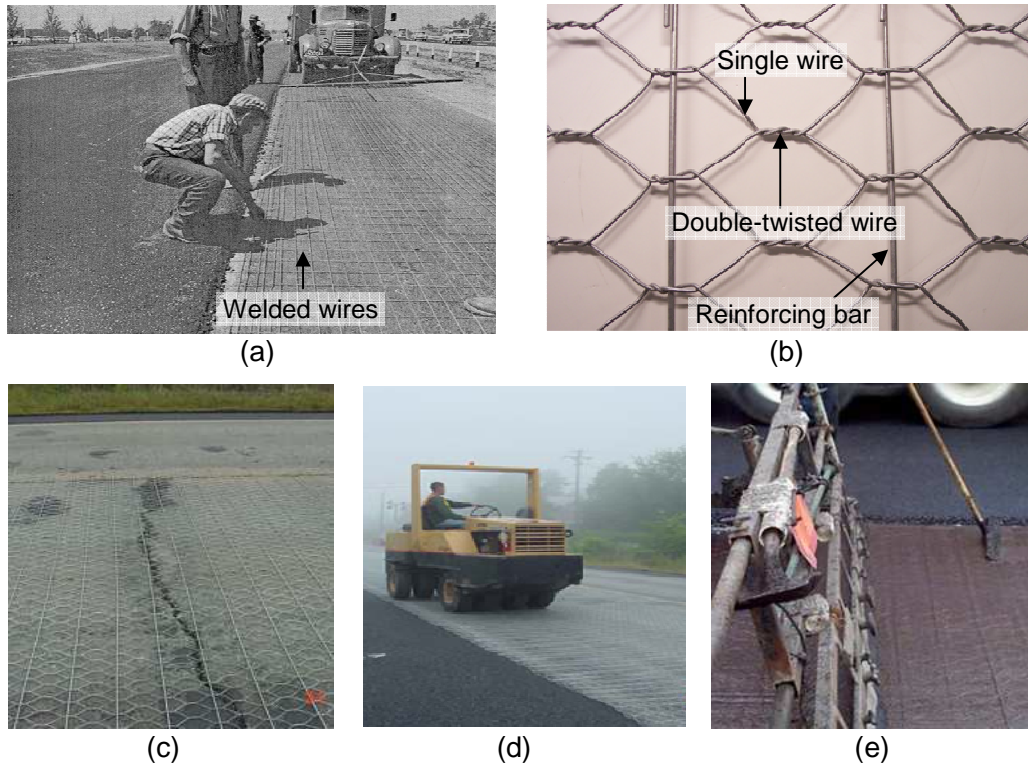 Welded wires
(a)
Single wire
Double-twisted wire
Reinforcing bar
(b)
(c)
(d)
(e)